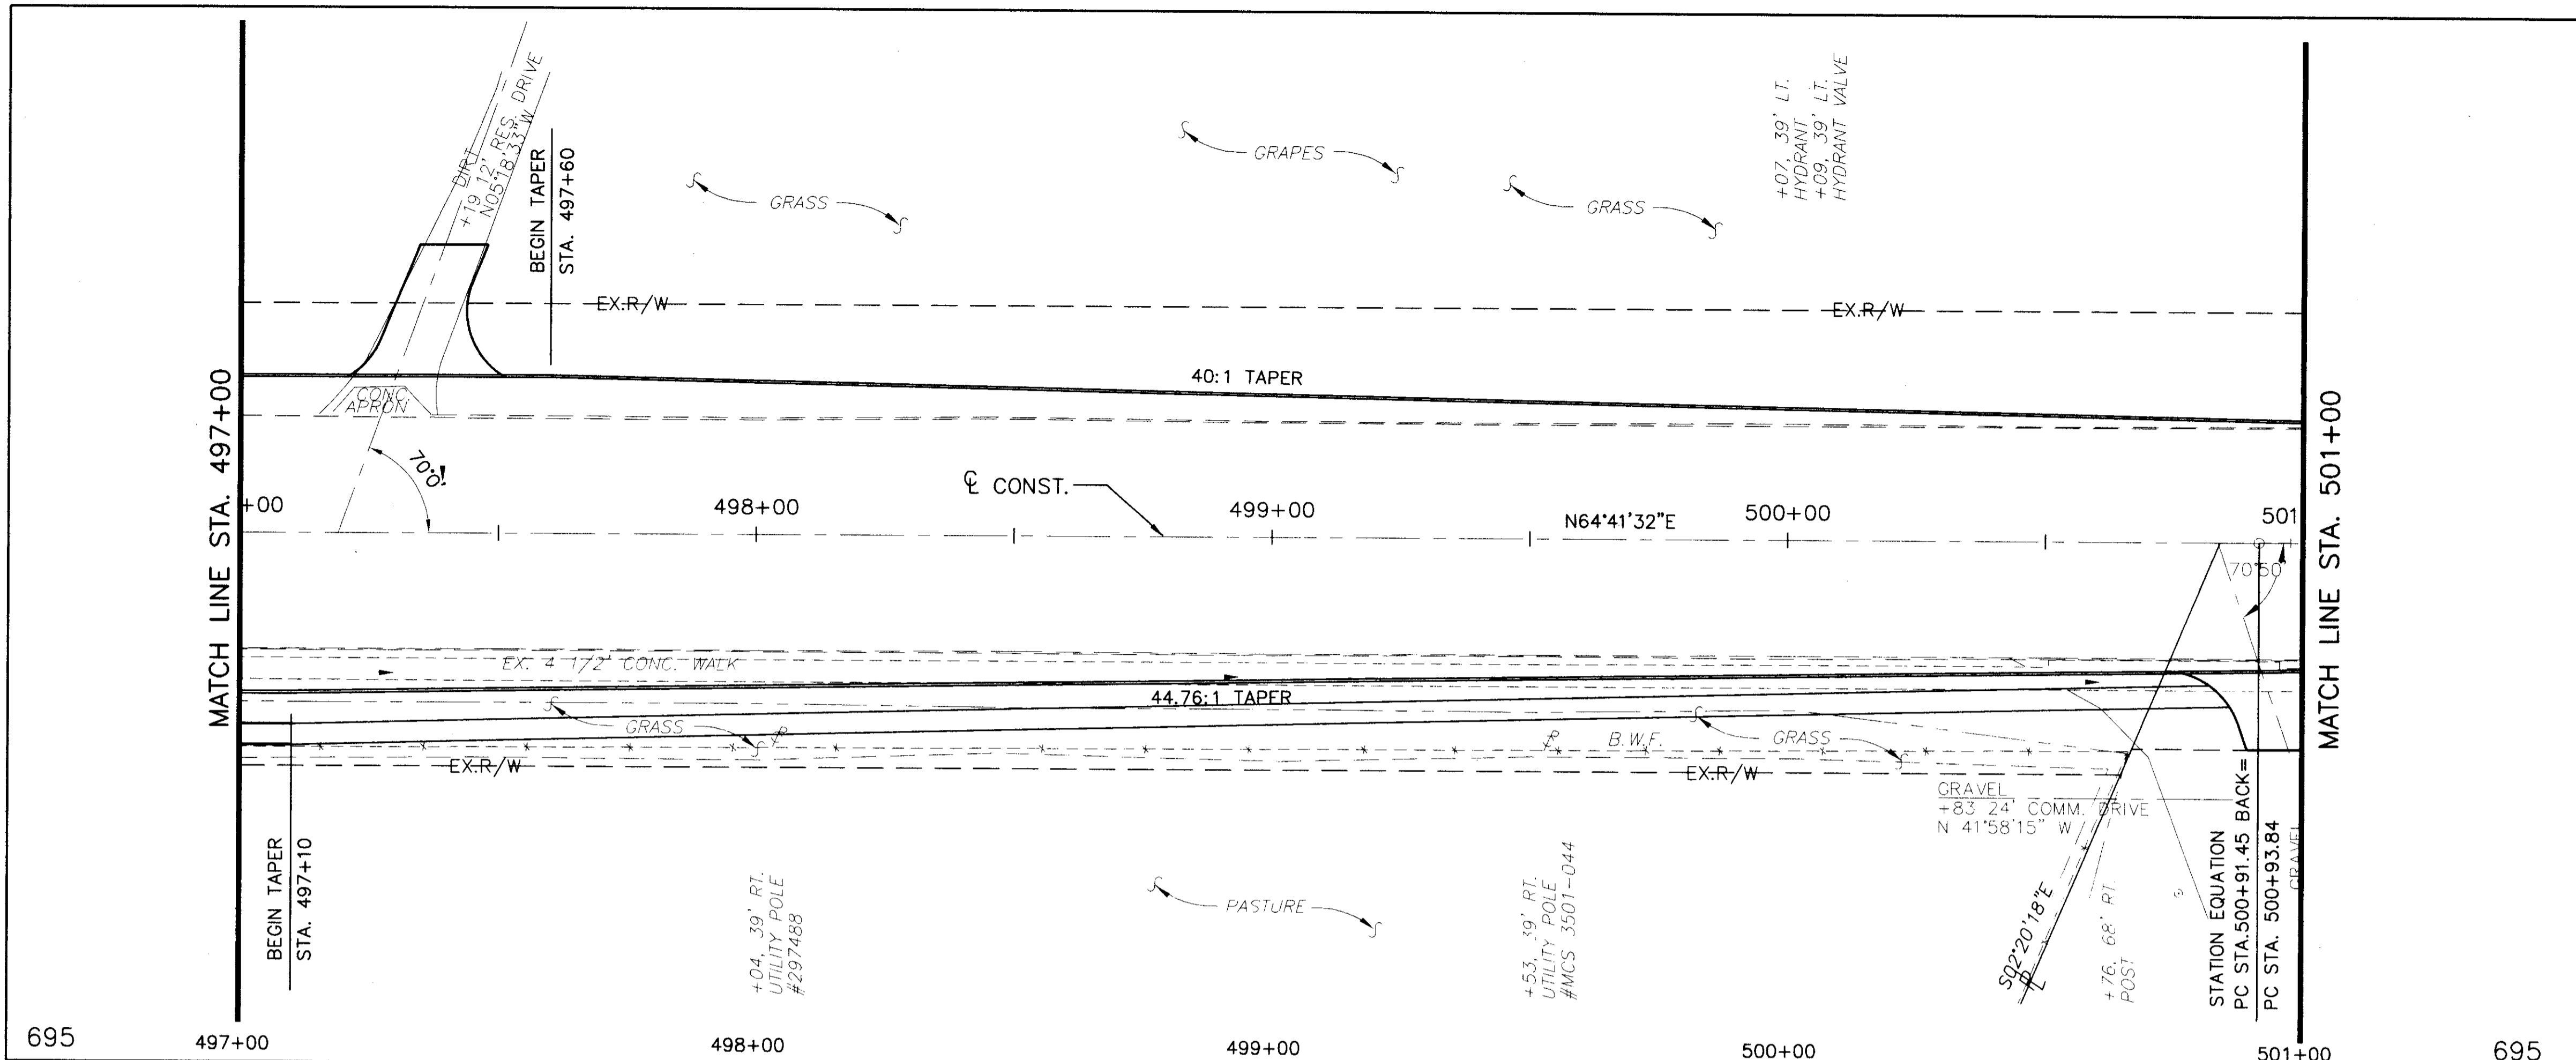 DIRT
+19 12' RES. DRIVE
N05°18'33"W
BEGIN TAPER
STA. 497+60
GRASS
GRAPES
GRASS
+07, 39' LT.
HYDRANT
+09, 39' LT.
HYDRANT VALVE
EX.R/W
EX.R/W
CONC.
APRON
40:1 TAPER
MATCH LINE STA. 497+00
MATCH LINE STA. 501+00
70°0'
+00
498+00
℄ CONST.
499+00
N64°41'32"E
500+00
501
70°50'
EX. 4 1/2' CONC. WALK
44.76:1 TAPER
GRASS
B.W.F.
GRASS
EX.R/W
EX.R/W
GRAVEL
+83 24' COMM. DRIVE
N 41°58'15" W
BEGIN TAPER
STA. 497+10
+04, 39' RT.
UTILITY POLE
#297488
PASTURE
+53, 39' RT.
UTILITY POLE
#MCS 3501-044
S02°20'18"E
PL
+76, 68' RT.
POST
STATION EQUATION
PC STA.500+91.45 BACK=
PC STA. 500+93.84
GRAVEL
695
497+00
498+00
499+00
500+00
501+00
695